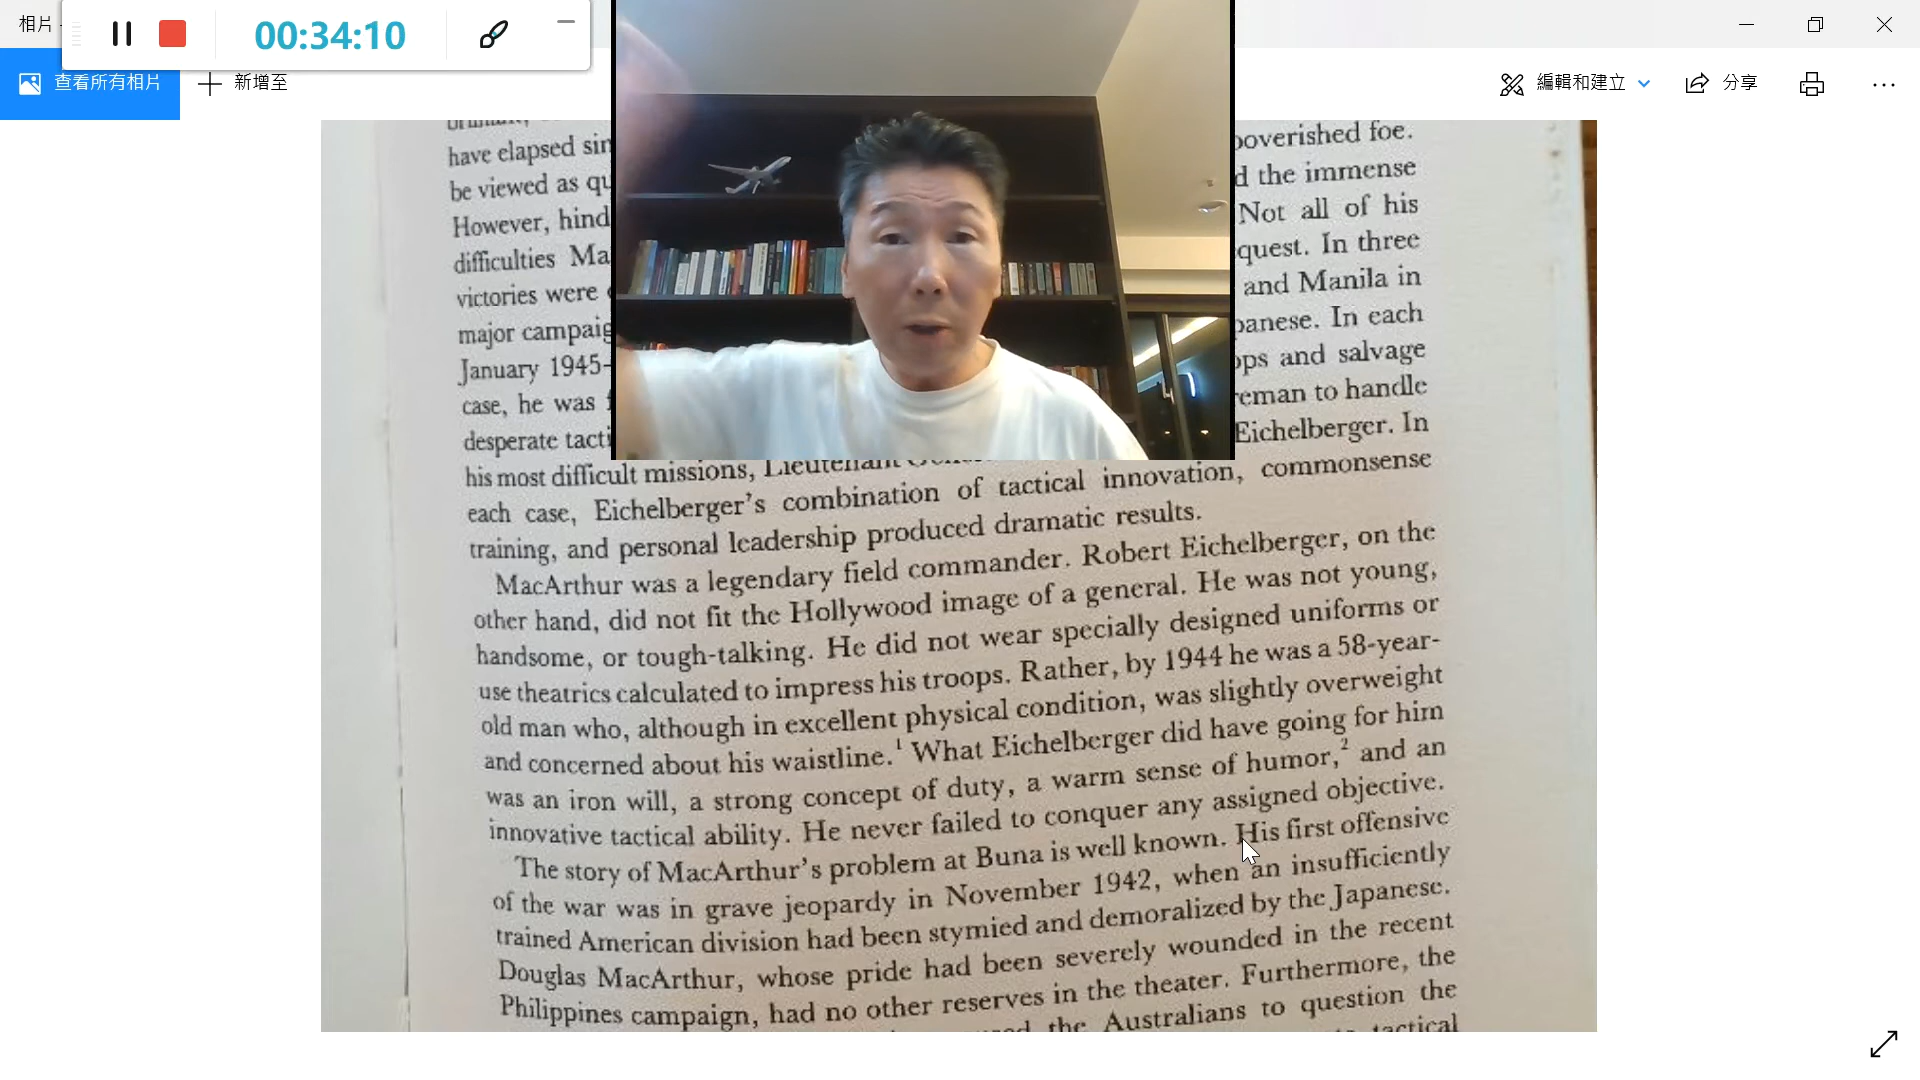 相片 -
00:34:10
查看所有相片
新增至
編輯和建立
分享
poverished foe.
have elapsed
d the immense
be viewed as
Not all of his
However,
quest. In three
difficulties
and Manila in
victories were
panese. In each
major
ops and salvage
January 1945-
reman to handle
case, he was
Eichelberger. In
desperate
his most difficult missions, Lieutenant
each case, Eichelberger's combination of tactical innovation, commonsense
training, and personal leadership produced dramatic results.
MacArthur was a legendary field commander. Robert Eichelberger, on the
other hand, did not fit the Hollywood image of a general. He was not young,
handsome, or tough-talking. He did not wear specially designed uniforms or
use theatrics calculated to impress his troops. Rather, by 1944 he was a 58-year-
old man who, although in excellent physical condition, was slightly overweight
and concerned about his waistline.¹ What Eichelberger did have going for him
was an iron will, a strong concept of duty, a warm sense of humor,² and an
innovative tactical ability. He never failed to conquer any assigned objective.
The story of MacArthur's problem at Buna is well known. His first offensive
of the war was in grave jeopardy in November 1942, when an insufficiently
trained American division had been stymied and demoralized by the Japanese.
Douglas MacArthur, whose pride had been severely wounded in the recent
Philippines campaign, had no other reserves in the theater. Furthermore, the
the Australians to question the
tactical